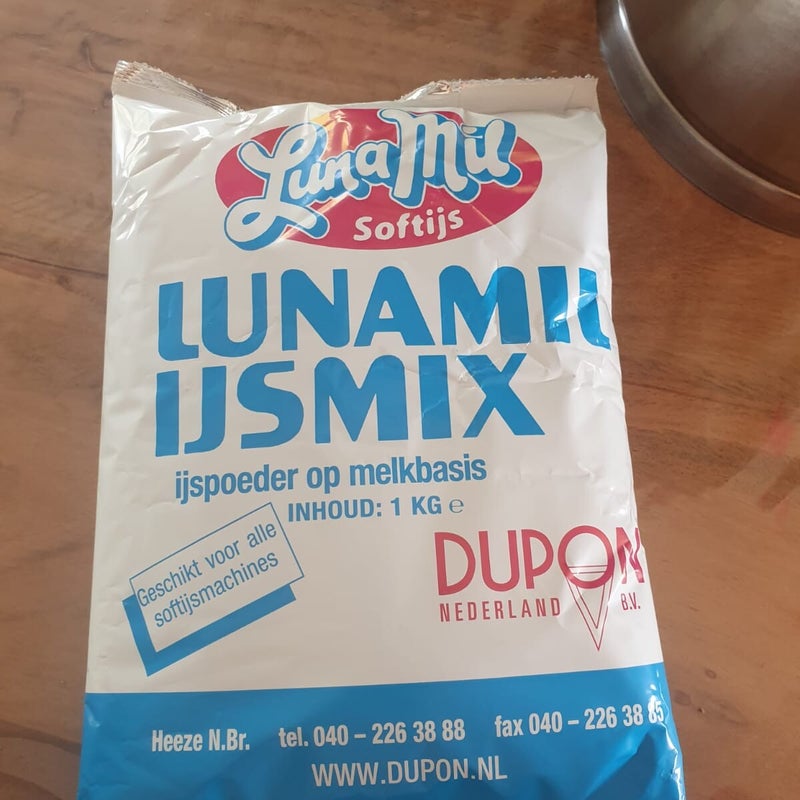 Luna Mil
Softijs
LUNAMIL
IJSMIX
ijspoeder op melkbasis
INHOUD: 1 KG ℮
Geschikt voor alle
softijsmachines
DUPON
NEDERLAND B.V.
Heeze N.Br. tel. 040 – 226 38 88 fax 040 – 226 38 85
WWW.DUPON.NL